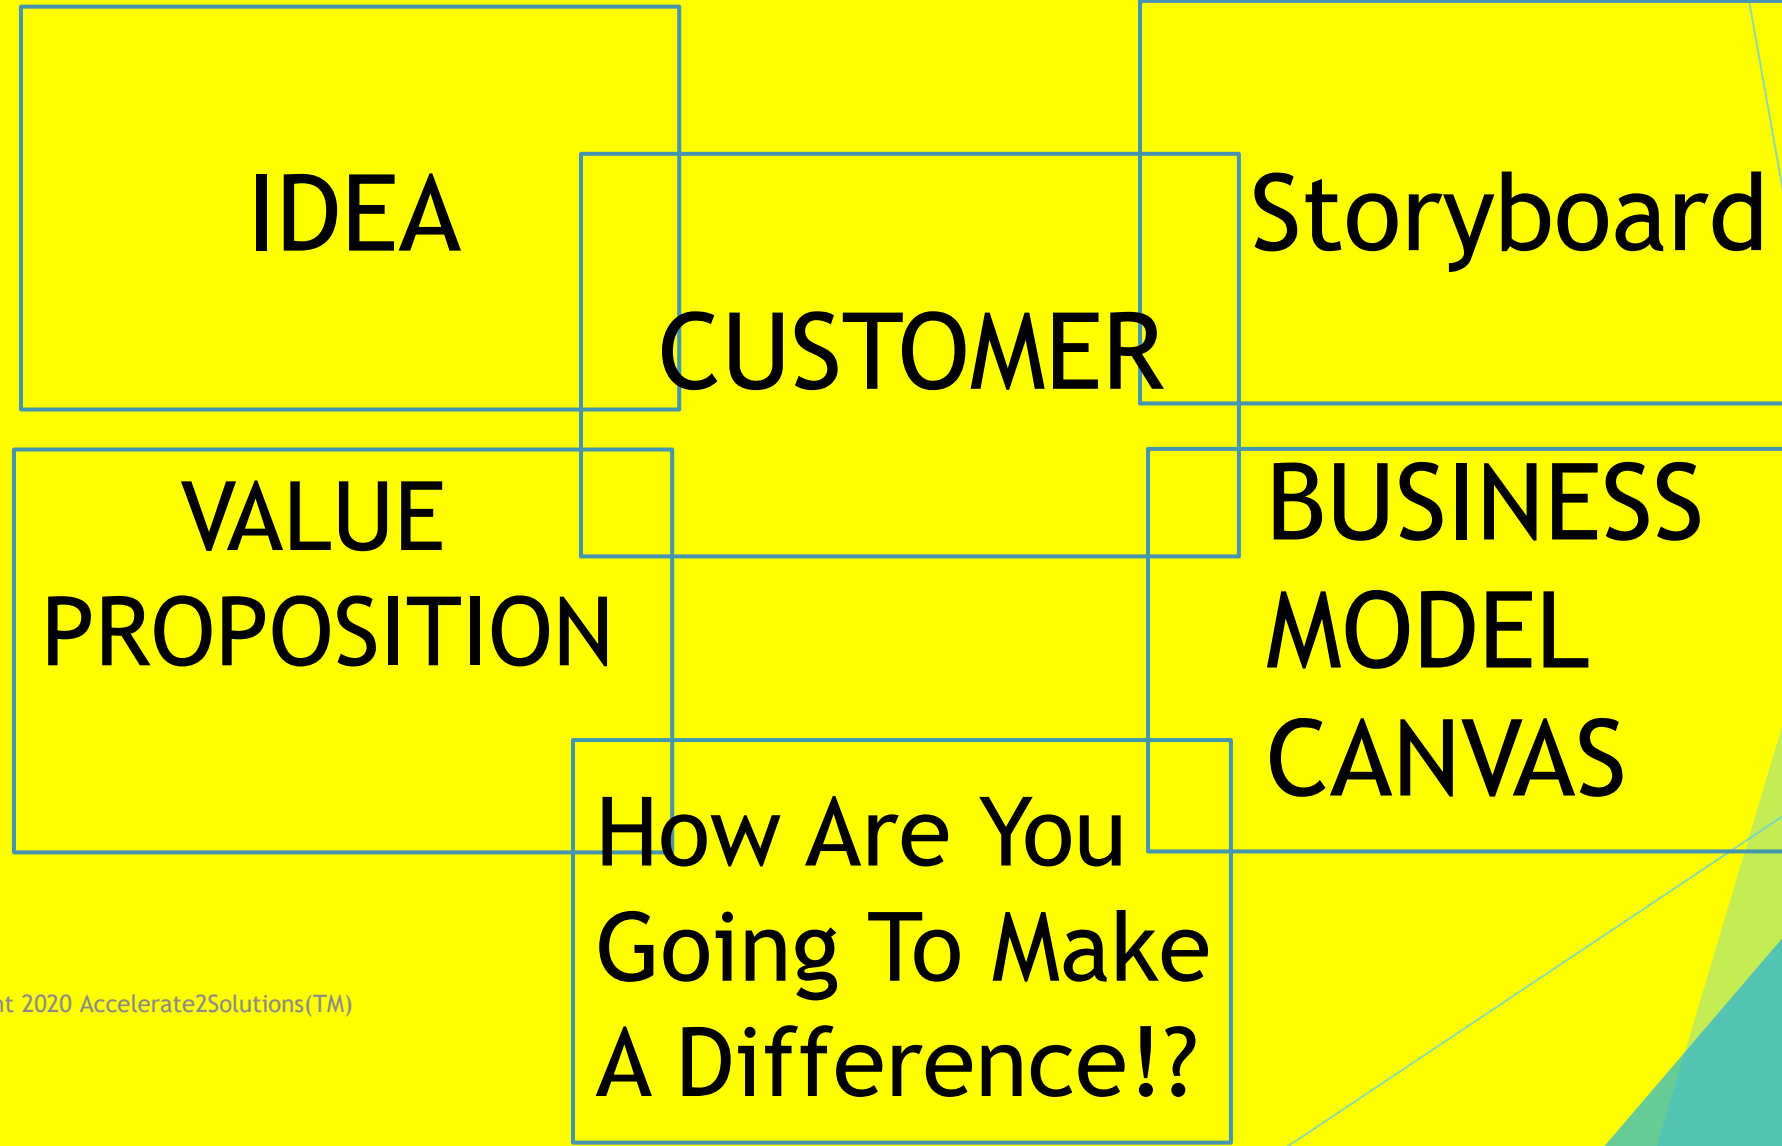 IDEA
CUSTOMER
Storyboard
VALUE
PROPOSITION
BUSINESS
MODEL
CANVAS
How Are You
Going To Make
A Difference!?
2020 Accelerate2Solutions(TM)